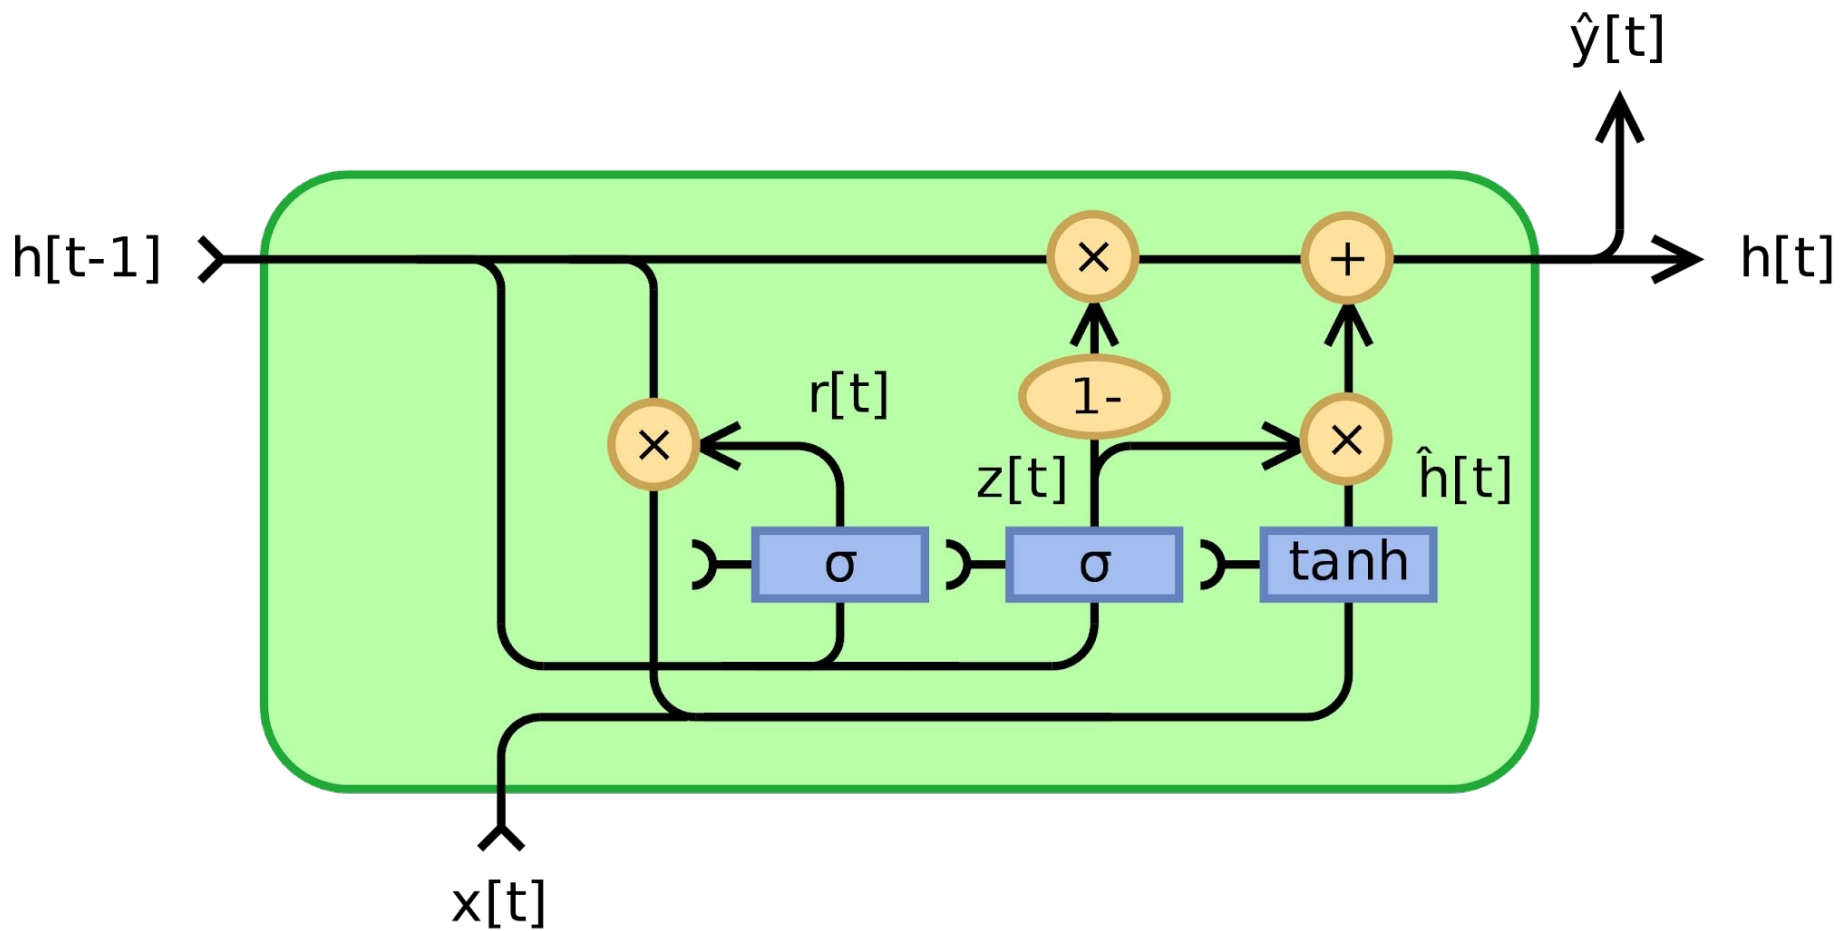 ŷ[t]
h[t-1]
×
+
h[t]
r[t]
1-
×
×
z[t]
ĥ[t]
σ
σ
tanh
x[t]